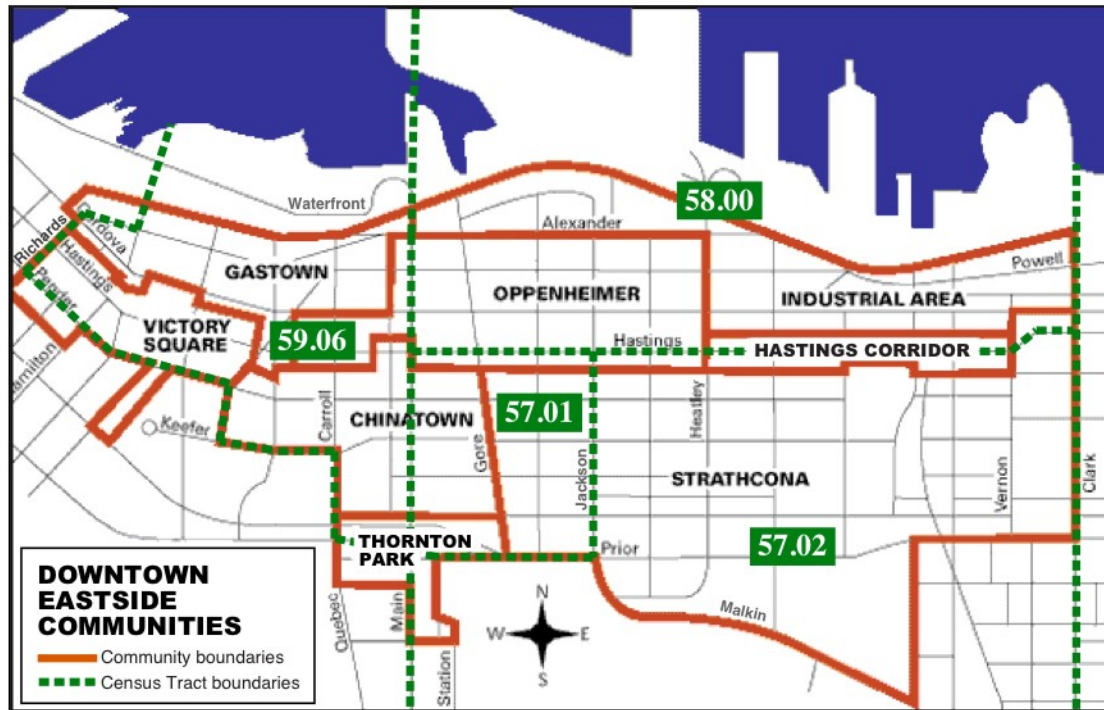 58.00
Waterfront
Alexander
Richards
Cordova
Hastings
Pender
GASTOWN
OPPENHEIMER
Powell
INDUSTRIAL AREA
VICTORY
SQUARE
59.06
Hastings
HASTINGS CORRIDOR
Hamilton
Keefer
Carroll
CHINATOWN
Gore
57.01
Jackson
Heatley
STRATHCONA
Vernon
Clark
57.02
THORNTON
PARK
Prior
Malkin
Quebec
Main
Station
N
W
E
S
DOWNTOWN
EASTSIDE
COMMUNITIES
Community boundaries
Census Tract boundaries